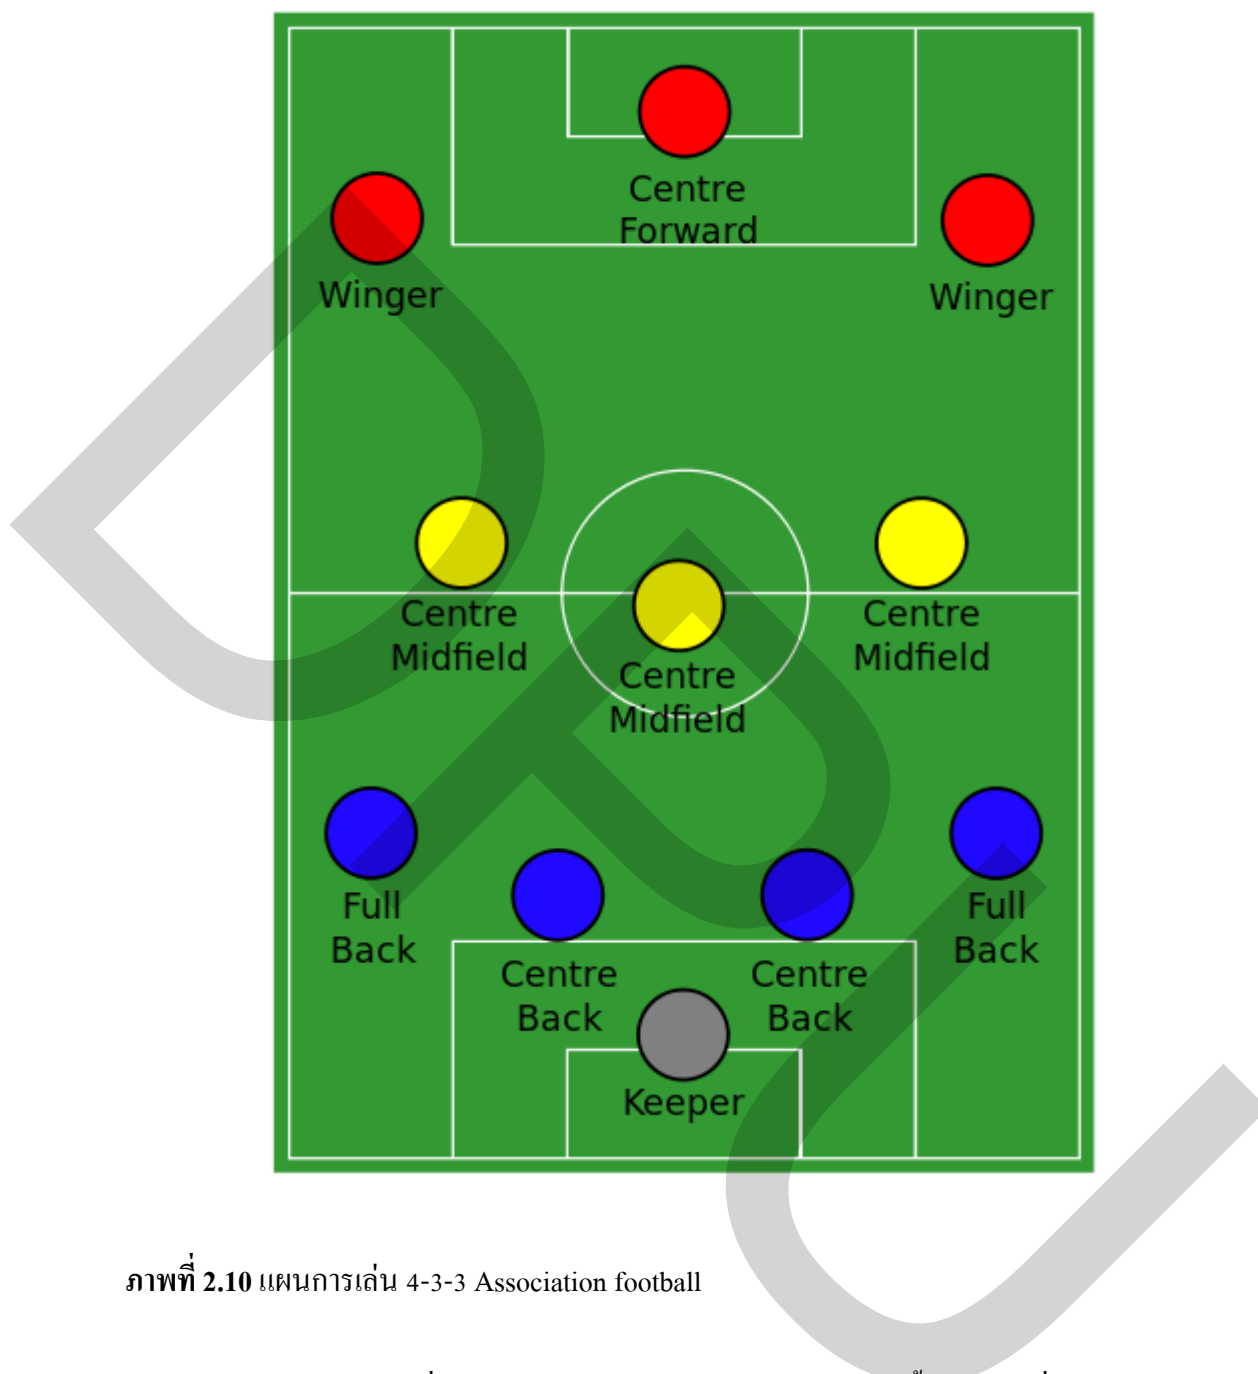 Centre
Forward
Winger
Winger
Centre
Midfield
Centre
Midfield
Centre
Midfield
Full
Back
Full
Back
Centre
Back
Centre
Back
Keeper
ภาพที่ 2.10 แผนการเล่น 4-3-3 Association football
DPU